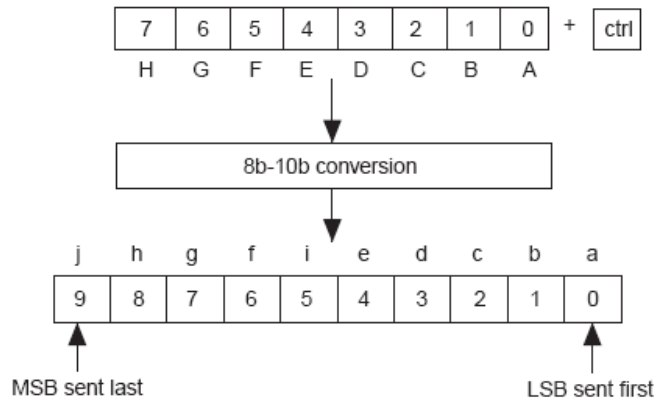 7 6 5 4 3 2 1 0 + ctrl
H G F E D C B A
8b-10b conversion
j h g f i e d c b a
9 8 7 6 5 4 3 2 1 0
MSB sent last LSB sent first